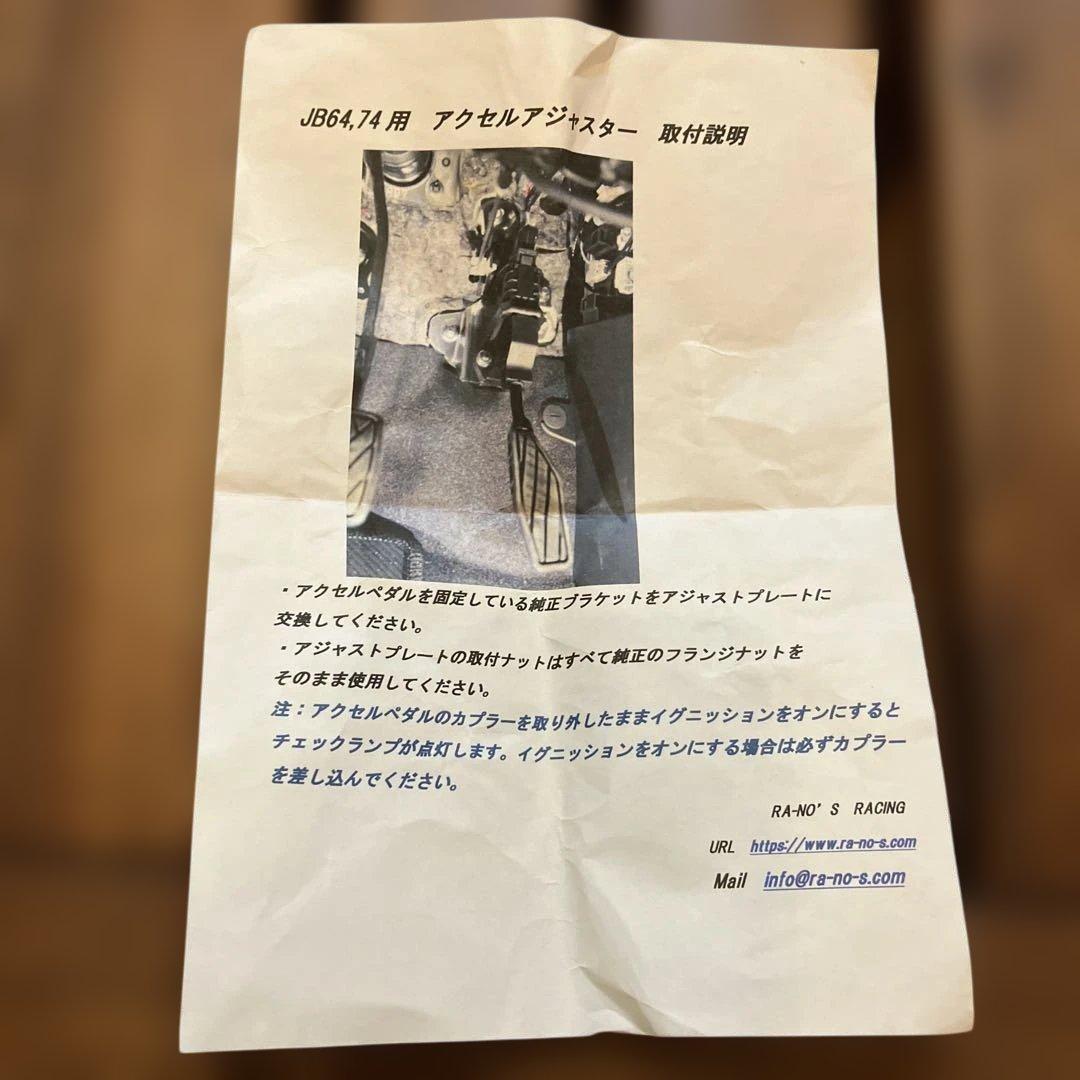 JB64,74用　アクセルアジャスター　取付説明
・アクセルペダルを固定している純正ブラケットをアジャストプレートに
交換してください。
・アジャストプレートの取付ナットはすべて純正のフランジナットを
そのまま使用してください。
注：アクセルペダルのカプラーを取り外したままイグニッションをオンにすると
チェックランプが点灯します。イグニッションをオンにする場合は必ずカプラー
を差し込んでください。
RA-NO'S RACING
URL https://www.ra-no-s.com
Mail info@ra-no-s.com